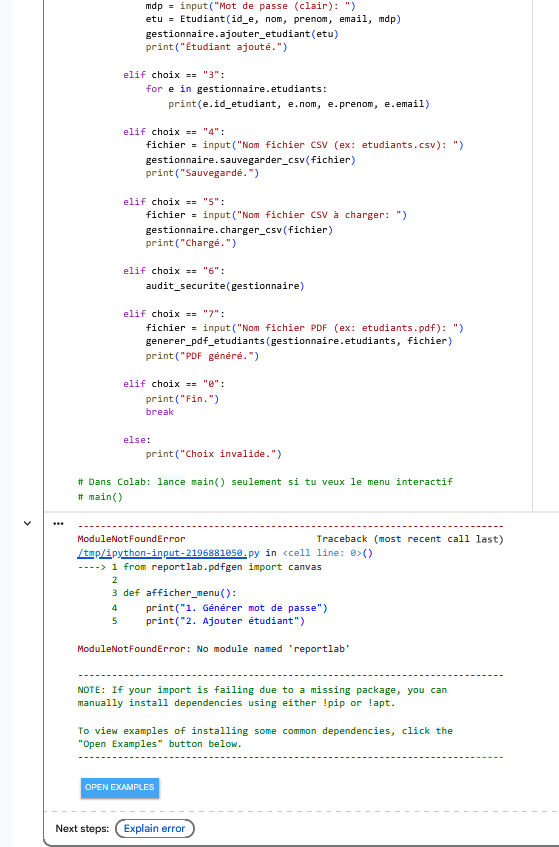 mdp = input("Mot de passe (clair): ")
etu = Etudiant(id_e, nom, prenom, email, mdp)
gestionnaire.ajouter_etudiant(etu)
print("Étudiant ajouté.")
elif choix == "3":
for e in gestionnaire.etudiants:
print(e.id_etudiant, e.nom, e.prenom, e.email)
elif choix == "4":
fichier = input("Nom fichier CSV (ex: etudiants.csv): ")
gestionnaire.sauvegarder_csv(fichier)
print("Sauvegardé.")
elif choix == "5":
fichier = input("Nom fichier CSV à charger: ")
gestionnaire.charger_csv(fichier)
print("Chargé.")
elif choix == "6":
audit_securite(gestionnaire)
elif choix == "7":
fichier = input("Nom fichier PDF (ex: etudiants.pdf): ")
generer_pdf_etudiants(gestionnaire.etudiants, fichier)
print("PDF généré.")
elif choix == "0":
print("Fin.")
break
else:
print("Choix invalide.")
# Dans Colab: lance main() seulement si tu veux le menu interactif
# main()
---------------------------------------------------------------------------
ModuleNotFoundError Traceback (most recent call last)
/tmp/ipython-input-2196881050.py in <cell line: 0>()
----> 1 from reportlab.pdfgen import canvas
2
3 def afficher_menu():
4 print("1. Générer mot de passe")
5 print("2. Ajouter étudiant")
ModuleNotFoundError: No module named 'reportlab'
---------------------------------------------------------------------------
NOTE: If your import is failing due to a missing package, you can
manually install dependencies using either !pip or !apt.
To view examples of installing some common dependencies, click the
"Open Examples" button below.
---------------------------------------------------------------------------
OPEN EXAMPLES
Next steps: Explain error